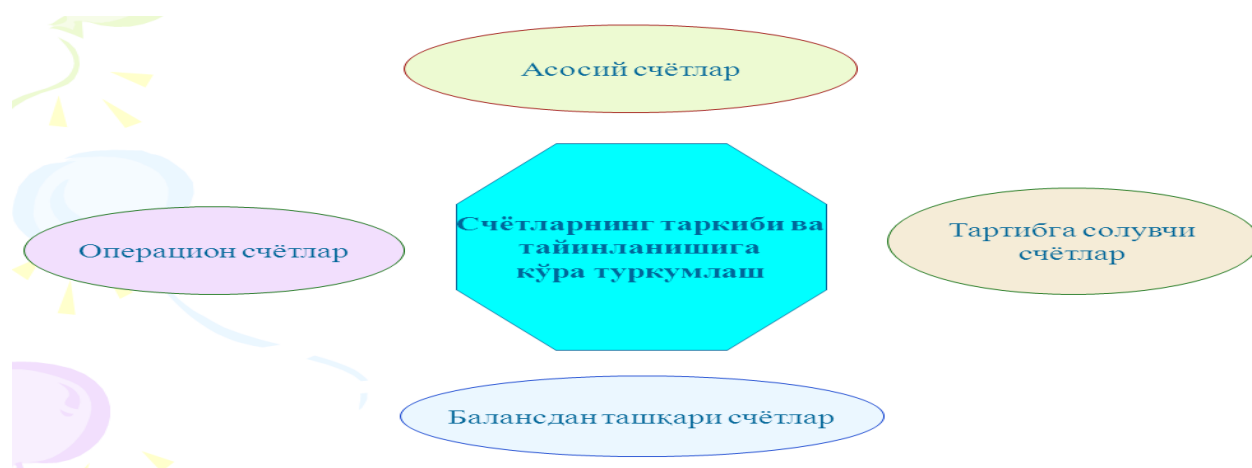 Асосий счётлар
Счётларнинг таркиби ва
тайинланишига
кўра туркумлаш
Операцион счётлар
Тартибга солувчи
счётлар
Балансдан ташқари счётлар